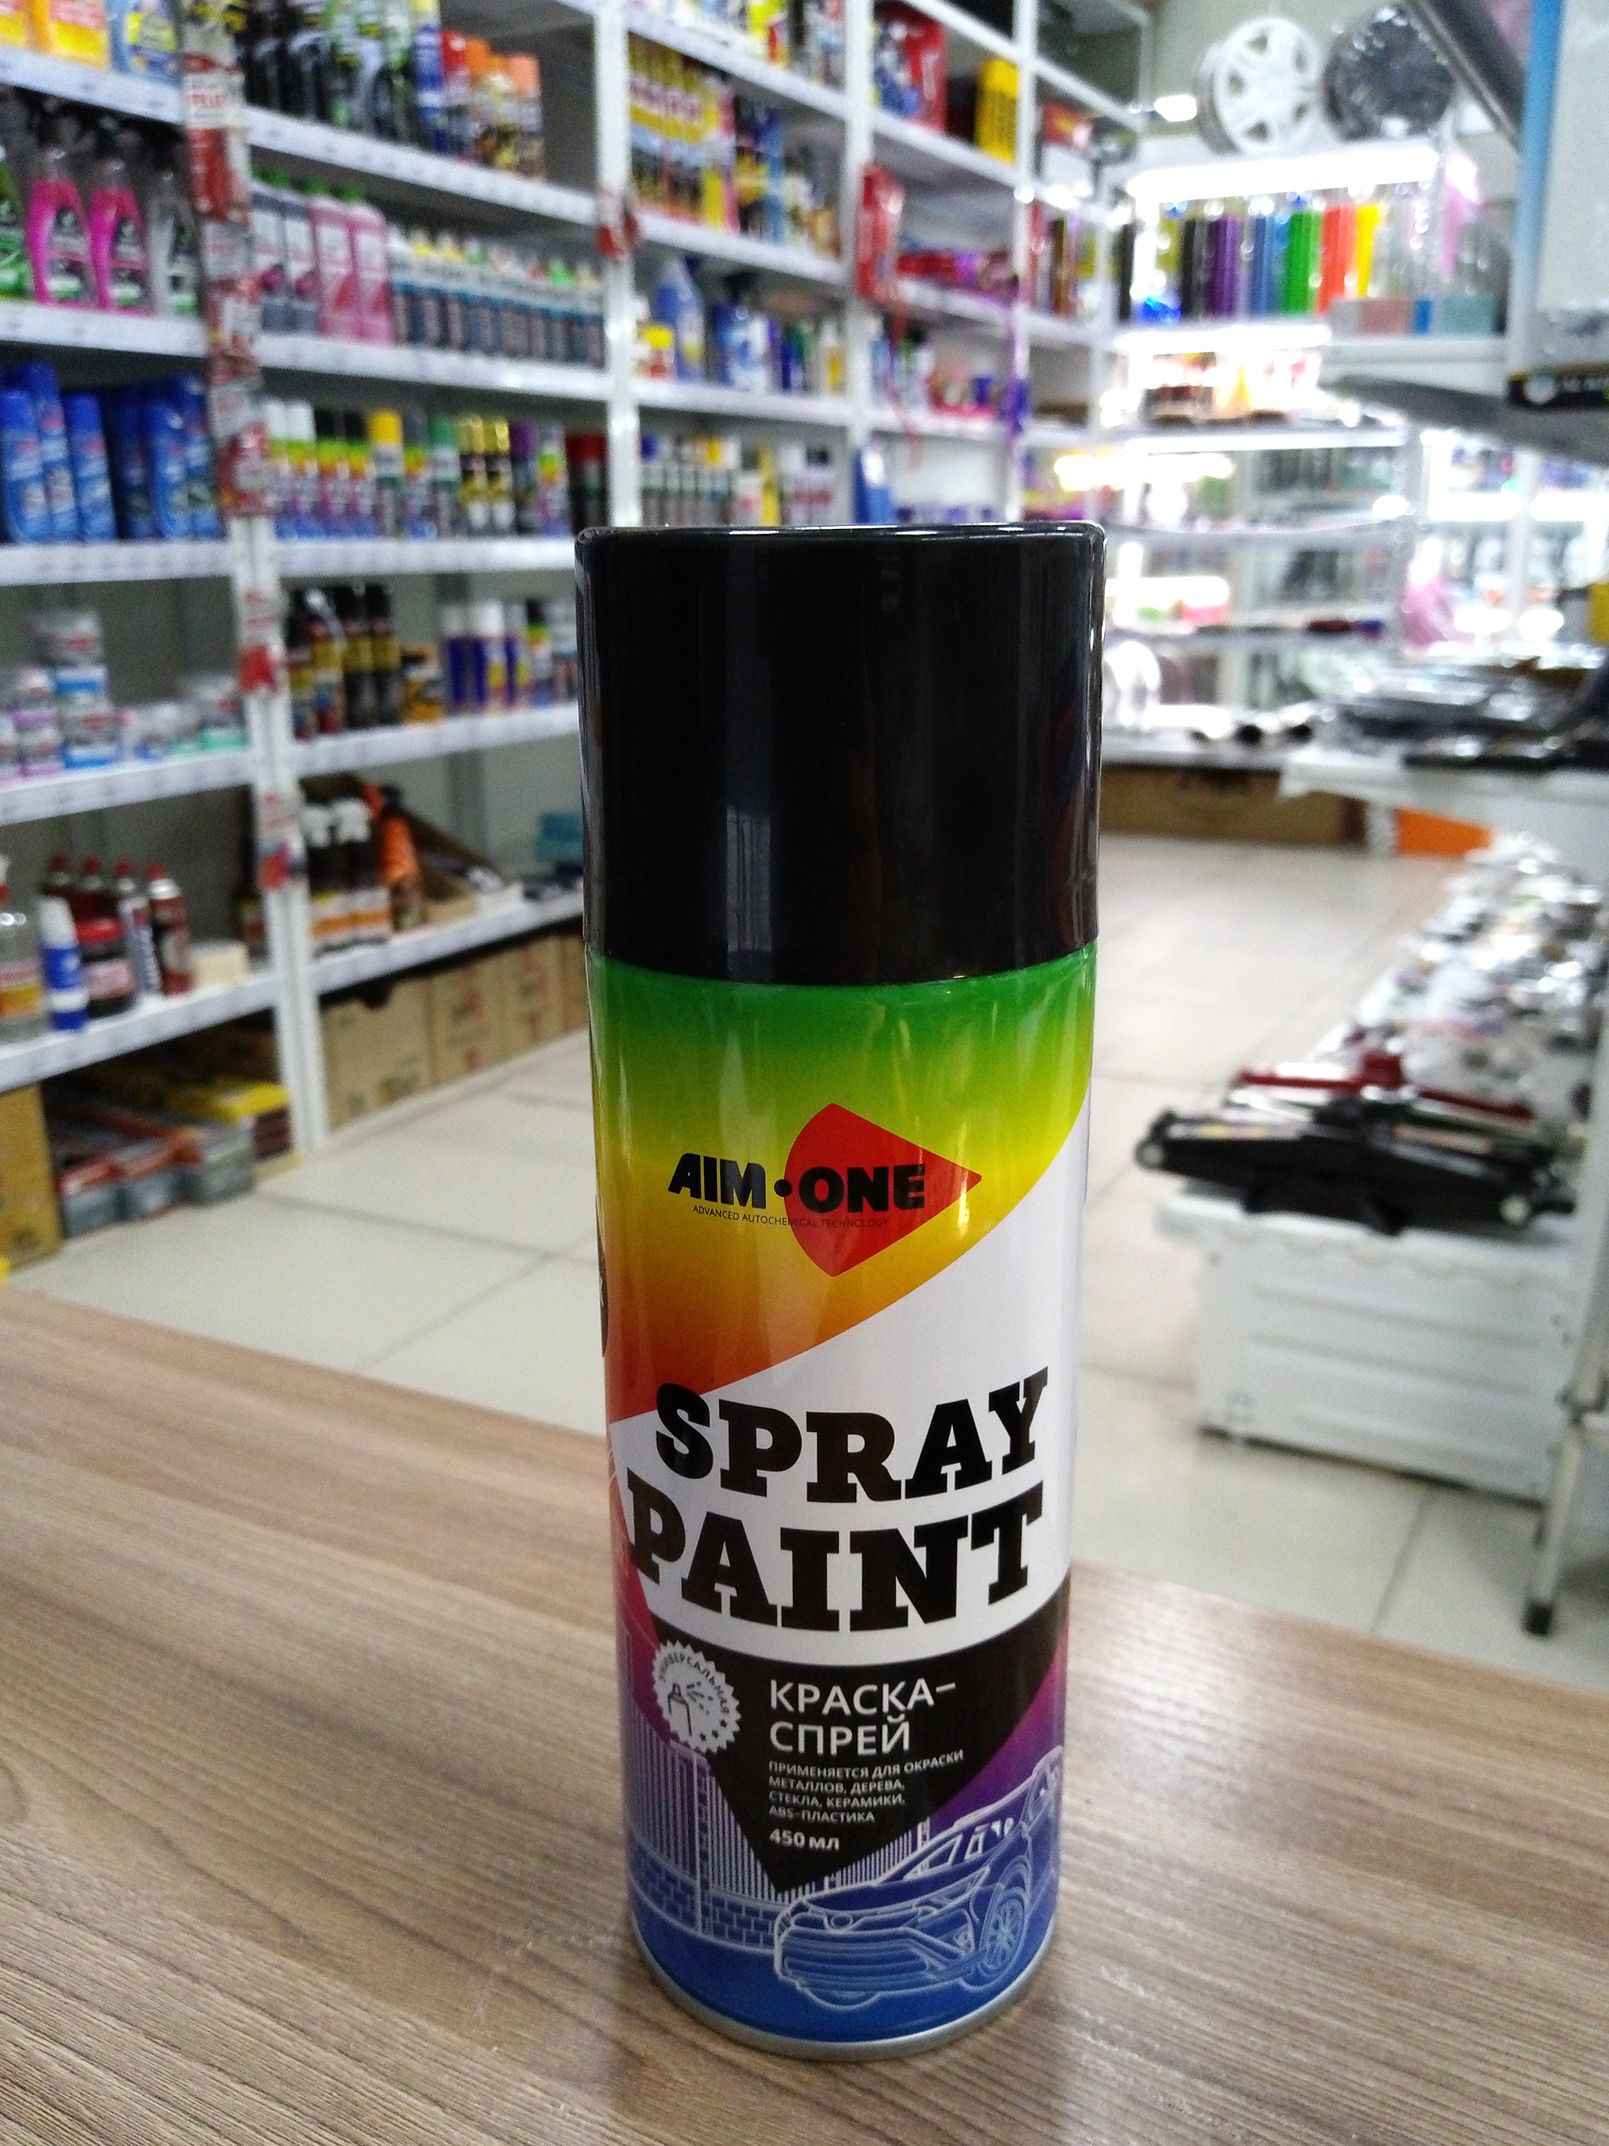 AIM•ONE
ADVANCED AUTOCHEMICAL TECHNOLOGY
SPRAY
PAINT
УНИВЕРСАЛЬНАЯ
КРАСКА-
СПРЕЙ
ПРИМЕНЯЕТСЯ ДЛЯ ОКРАСКИ
МЕТАЛЛОВ, ДЕРЕВА,
СТЕКЛА, КЕРАМИКИ,
ABS-ПЛАСТИКА
450 мл